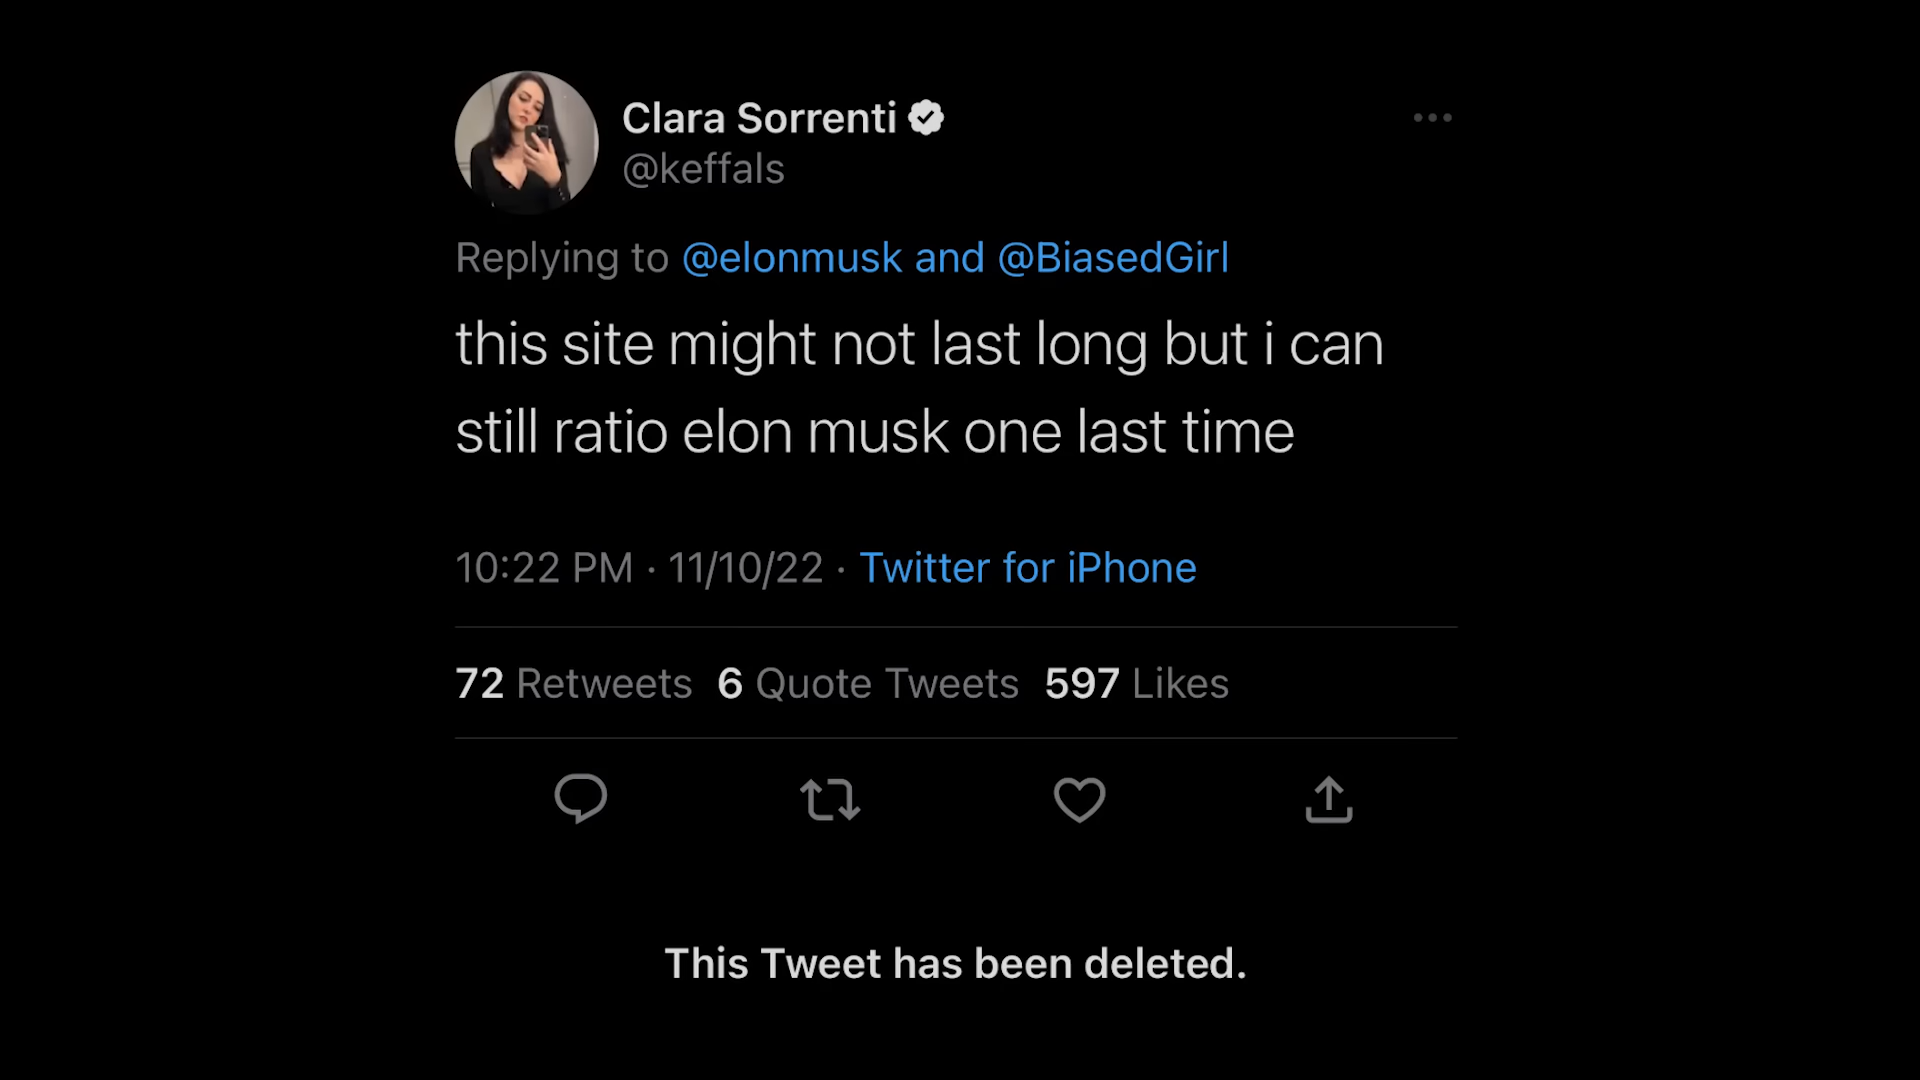 Clara Sorrenti
@keffals
Replying to @elonmusk and @BiasedGirl
this site might not last long but i can
still ratio elon musk one last time
10:22 PM · 11/10/22 · Twitter for iPhone
72 Retweets 6 Quote Tweets 597 Likes
This Tweet has been deleted.